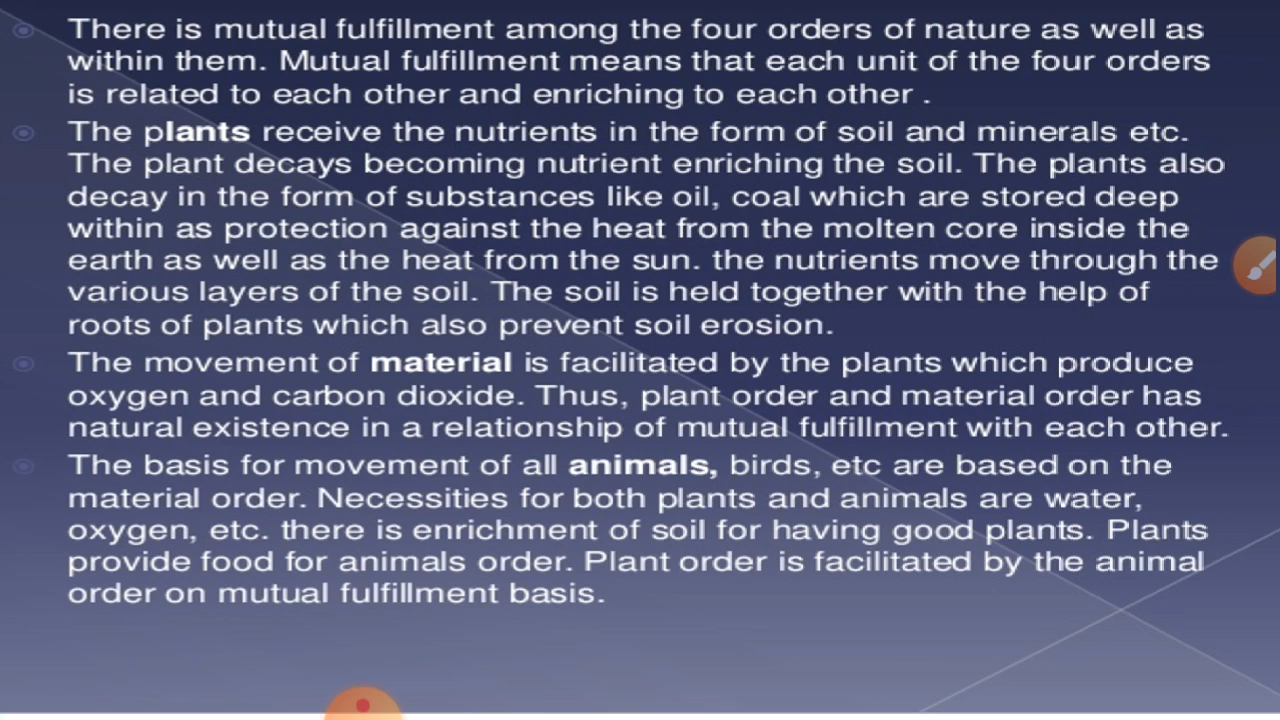 There is mutual fulfillment among the four orders of nature as well as
within them. Mutual fulfillment means that each unit of the four orders
is related to each other and enriching to each other .
The plants receive the nutrients in the form of soil and minerals etc.
The plant decays becoming nutrient enriching the soil. The plants also
decay in the form of substances like oil, coal which are stored deep
within as protection against the heat from the molten core inside the
earth as well as the heat from the sun. the nutrients move through the
various layers of the soil. The soil is held together with the help of
roots of plants which also prevent soil erosion.
The movement of material is facilitated by the plants which produce
oxygen and carbon dioxide. Thus, plant order and material order has
natural existence in a relationship of mutual fulfillment with each other.
The basis for movement of all animals, birds, etc are based on the
material order. Necessities for both plants and animals are water,
oxygen, etc. there is enrichment of soil for having good plants. Plants
provide food for animals order. Plant order is facilitated by the animal
order on mutual fulfillment basis.